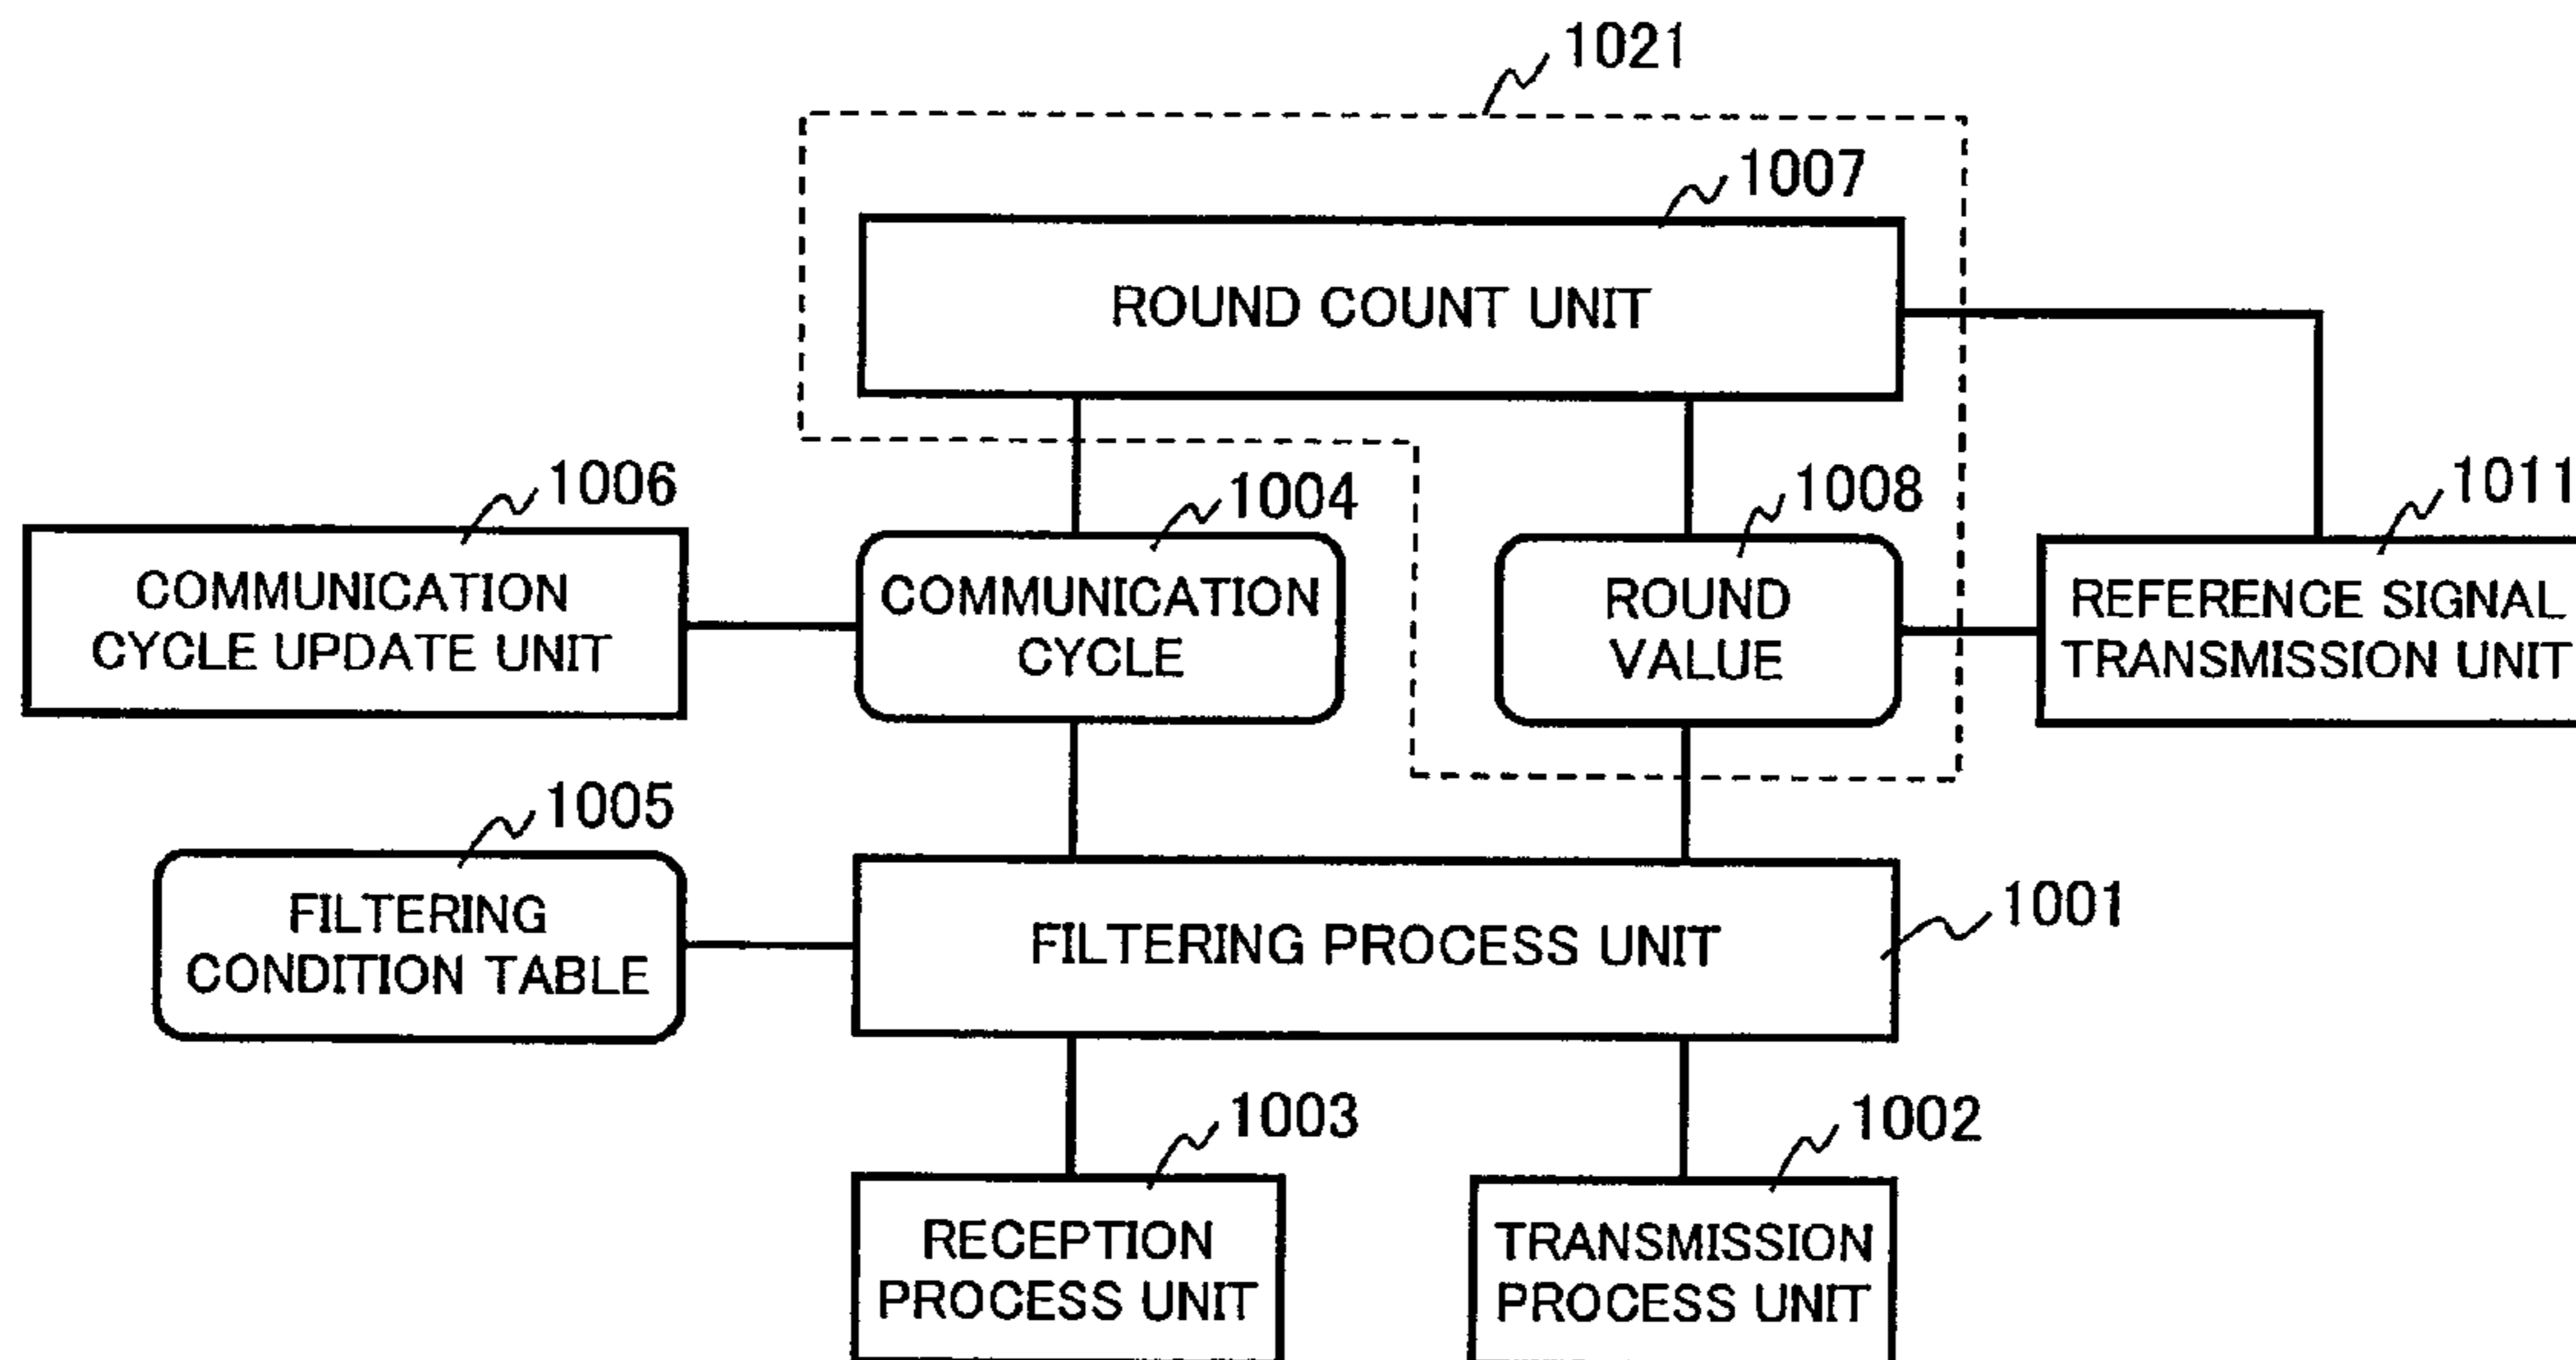 1021
1007
ROUND COUNT UNIT
1006
1004
1008
1011
COMMUNICATION
CYCLE UPDATE UNIT
COMMUNICATION
CYCLE
ROUND
VALUE
REFERENCE SIGNAL
TRANSMISSION UNIT
1005
FILTERING
CONDITION TABLE
FILTERING PROCESS UNIT
1001
1003
1002
RECEPTION
PROCESS UNIT
TRANSMISSION
PROCESS UNIT